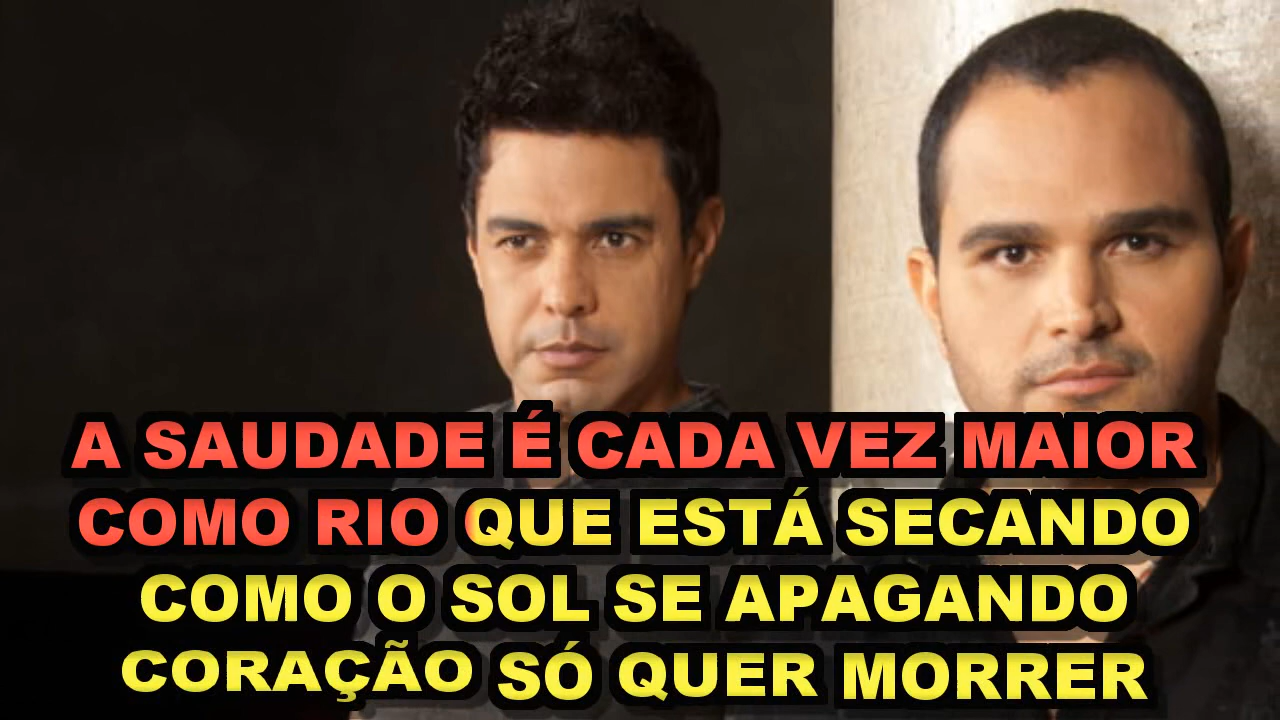 A SAUDADE É CADA VEZ MAIOR
COMO RIO QUE ESTÁ SECANDO
COMO O SOL SE APAGANDO
CORAÇÃO SÓ QUER MORRER